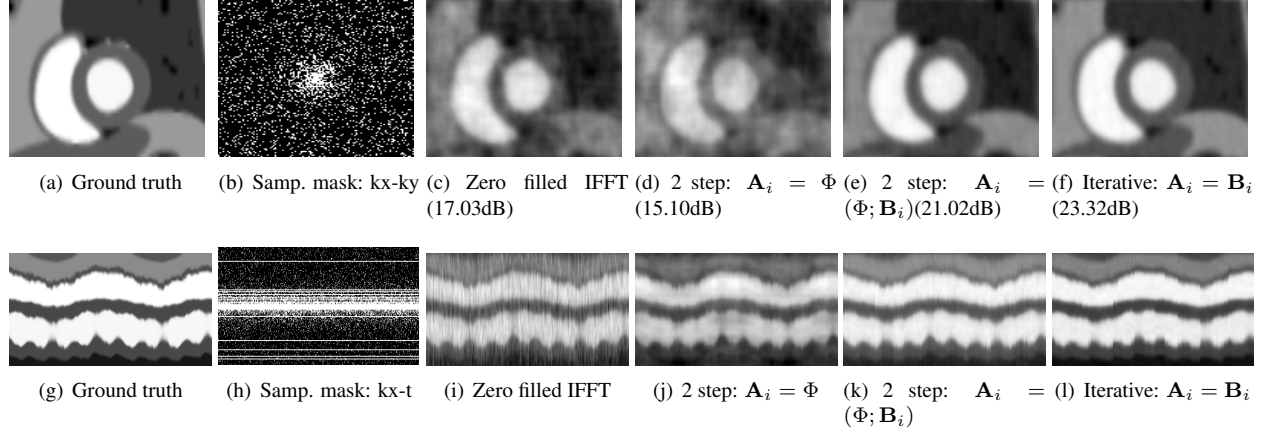 (a) Ground truth
(b) Samp. mask: kx-ky
(c) Zero filled IFFT
(17.03dB)
(d) 2 step: A_i = Φ
(15.10dB)
(e) 2 step: A_i =
(Φ; B_i)(21.02dB)
(f) Iterative: A_i = B_i
(23.32dB)
(g) Ground truth
(h) Samp. mask: kx-t
(i) Zero filled IFFT
(j) 2 step: A_i = Φ
(k) 2 step: A_i =
(Φ; B_i)
(l) Iterative: A_i = B_i